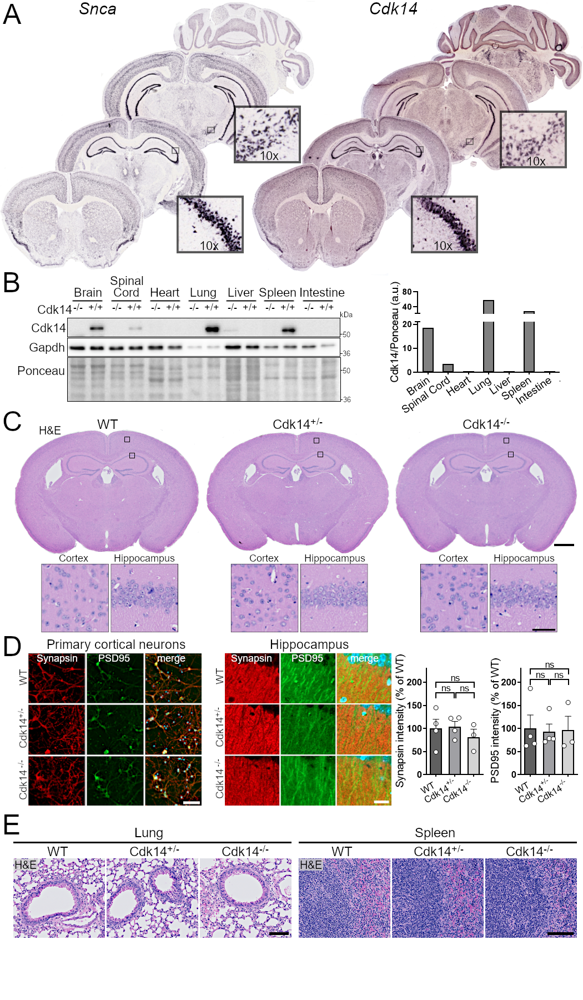 A
Snca
Cdk14
10x
10x
10x
10x
B
Brain
Spinal
Cord
Heart
Lung
Liver
Spleen
Intestine
Cdk14 -/- +/+ -/- +/+ -/- +/+ -/- +/+ -/- +/+ -/- +/+ -/- +/+
kDa
Cdk14
-50
Gapdh
-36
Ponceau
-50
-36
Cdk14/Ponceau (a.u.)
80
40
20
10
0
Brain
Spinal Cord
Heart
Lung
Liver
Spleen
Intestine
C
H&E
WT
Cdk14+/-
Cdk14-/-
Cortex
Hippocampus
Cortex
Hippocampus
Cortex
Hippocampus
D
Primary cortical neurons
Synapsin
PSD95
merge
WT
Cdk14+/-
Cdk14-/-
Hippocampus
Synapsin
PSD95
merge
WT
Cdk14+/-
Cdk14-/-
Synapsin intensity (% of WT)
200
150
100
50
0
ns
ns
ns
WT
Cdk14+/-
Cdk14-/-
PSD95 intensity (% of WT)
200
150
100
50
0
ns
ns
ns
WT
Cdk14+/-
Cdk14-/-
E
Lung
WT
Cdk14+/-
Cdk14-/-
H&E
Spleen
WT
Cdk14+/-
Cdk14-/-
H&E